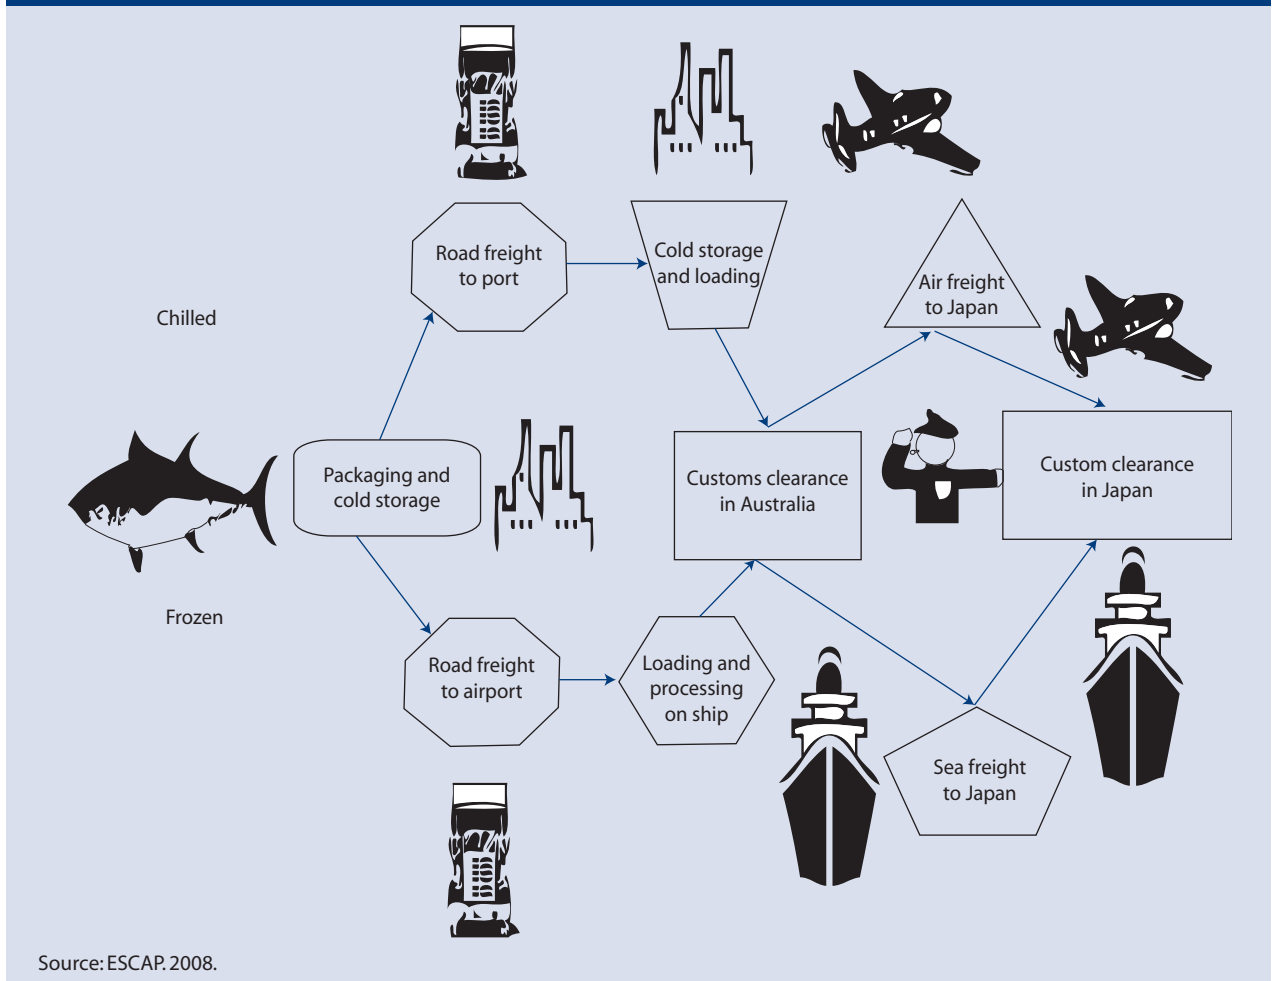 Road freight
to port
Cold storage
and loading
Air freight
to Japan
Chilled
Packaging and
cold storage
Customs clearance
in Australia
Custom clearance
in Japan
Frozen
Road freight
to airport
Loading and
processing
on ship
Sea freight
to Japan
Source: ESCAP. 2008.